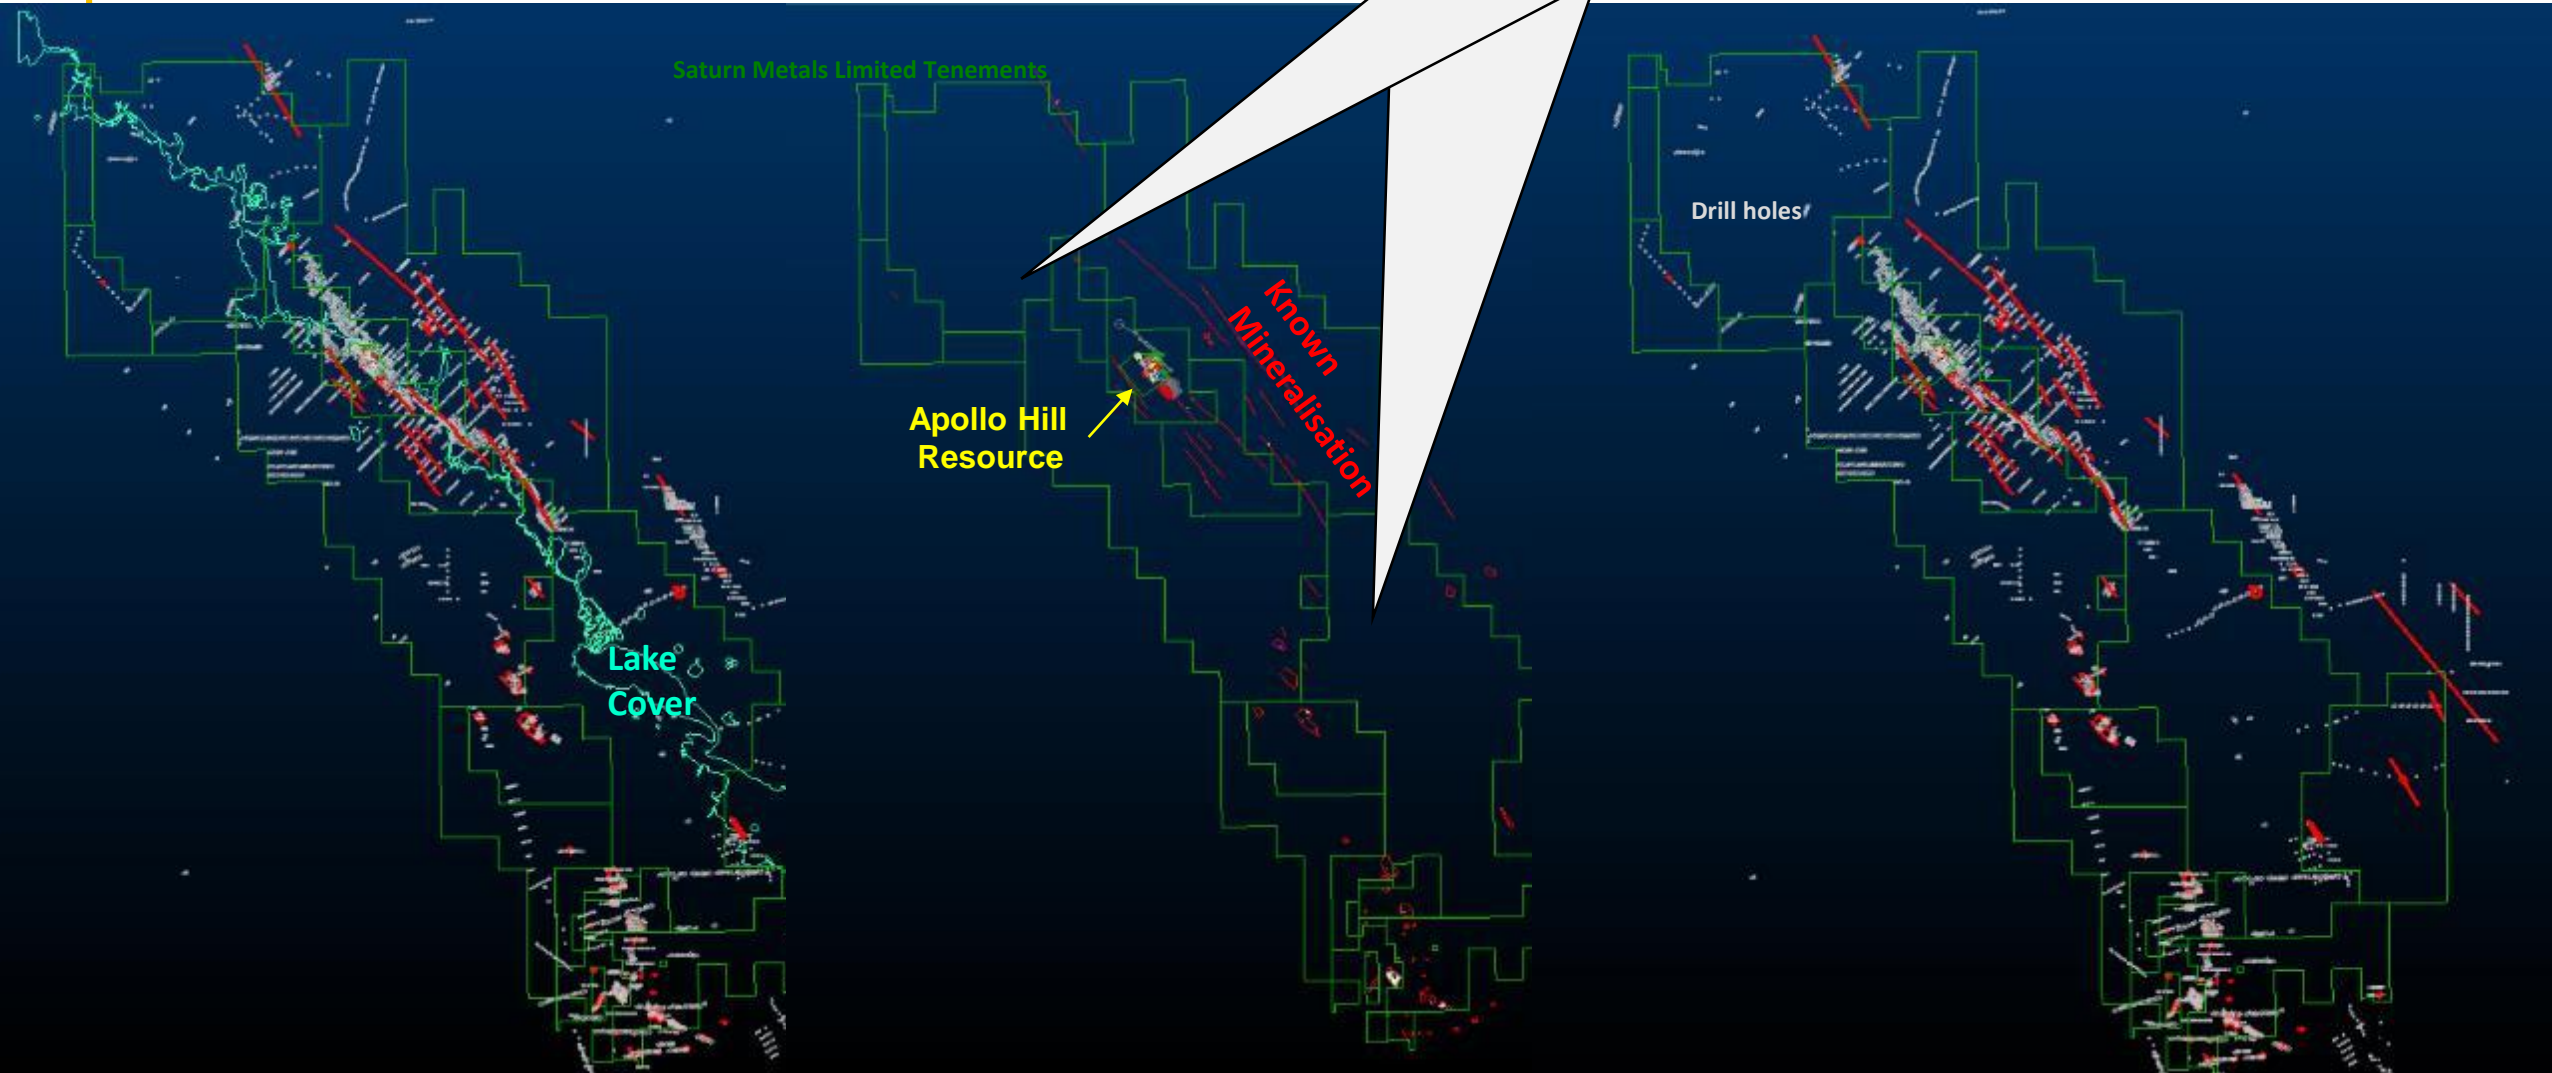 Saturn Metals Limited Tenements
Drill holes
Known
Mineralisation
Apollo Hill
Resource
Lake
Cover